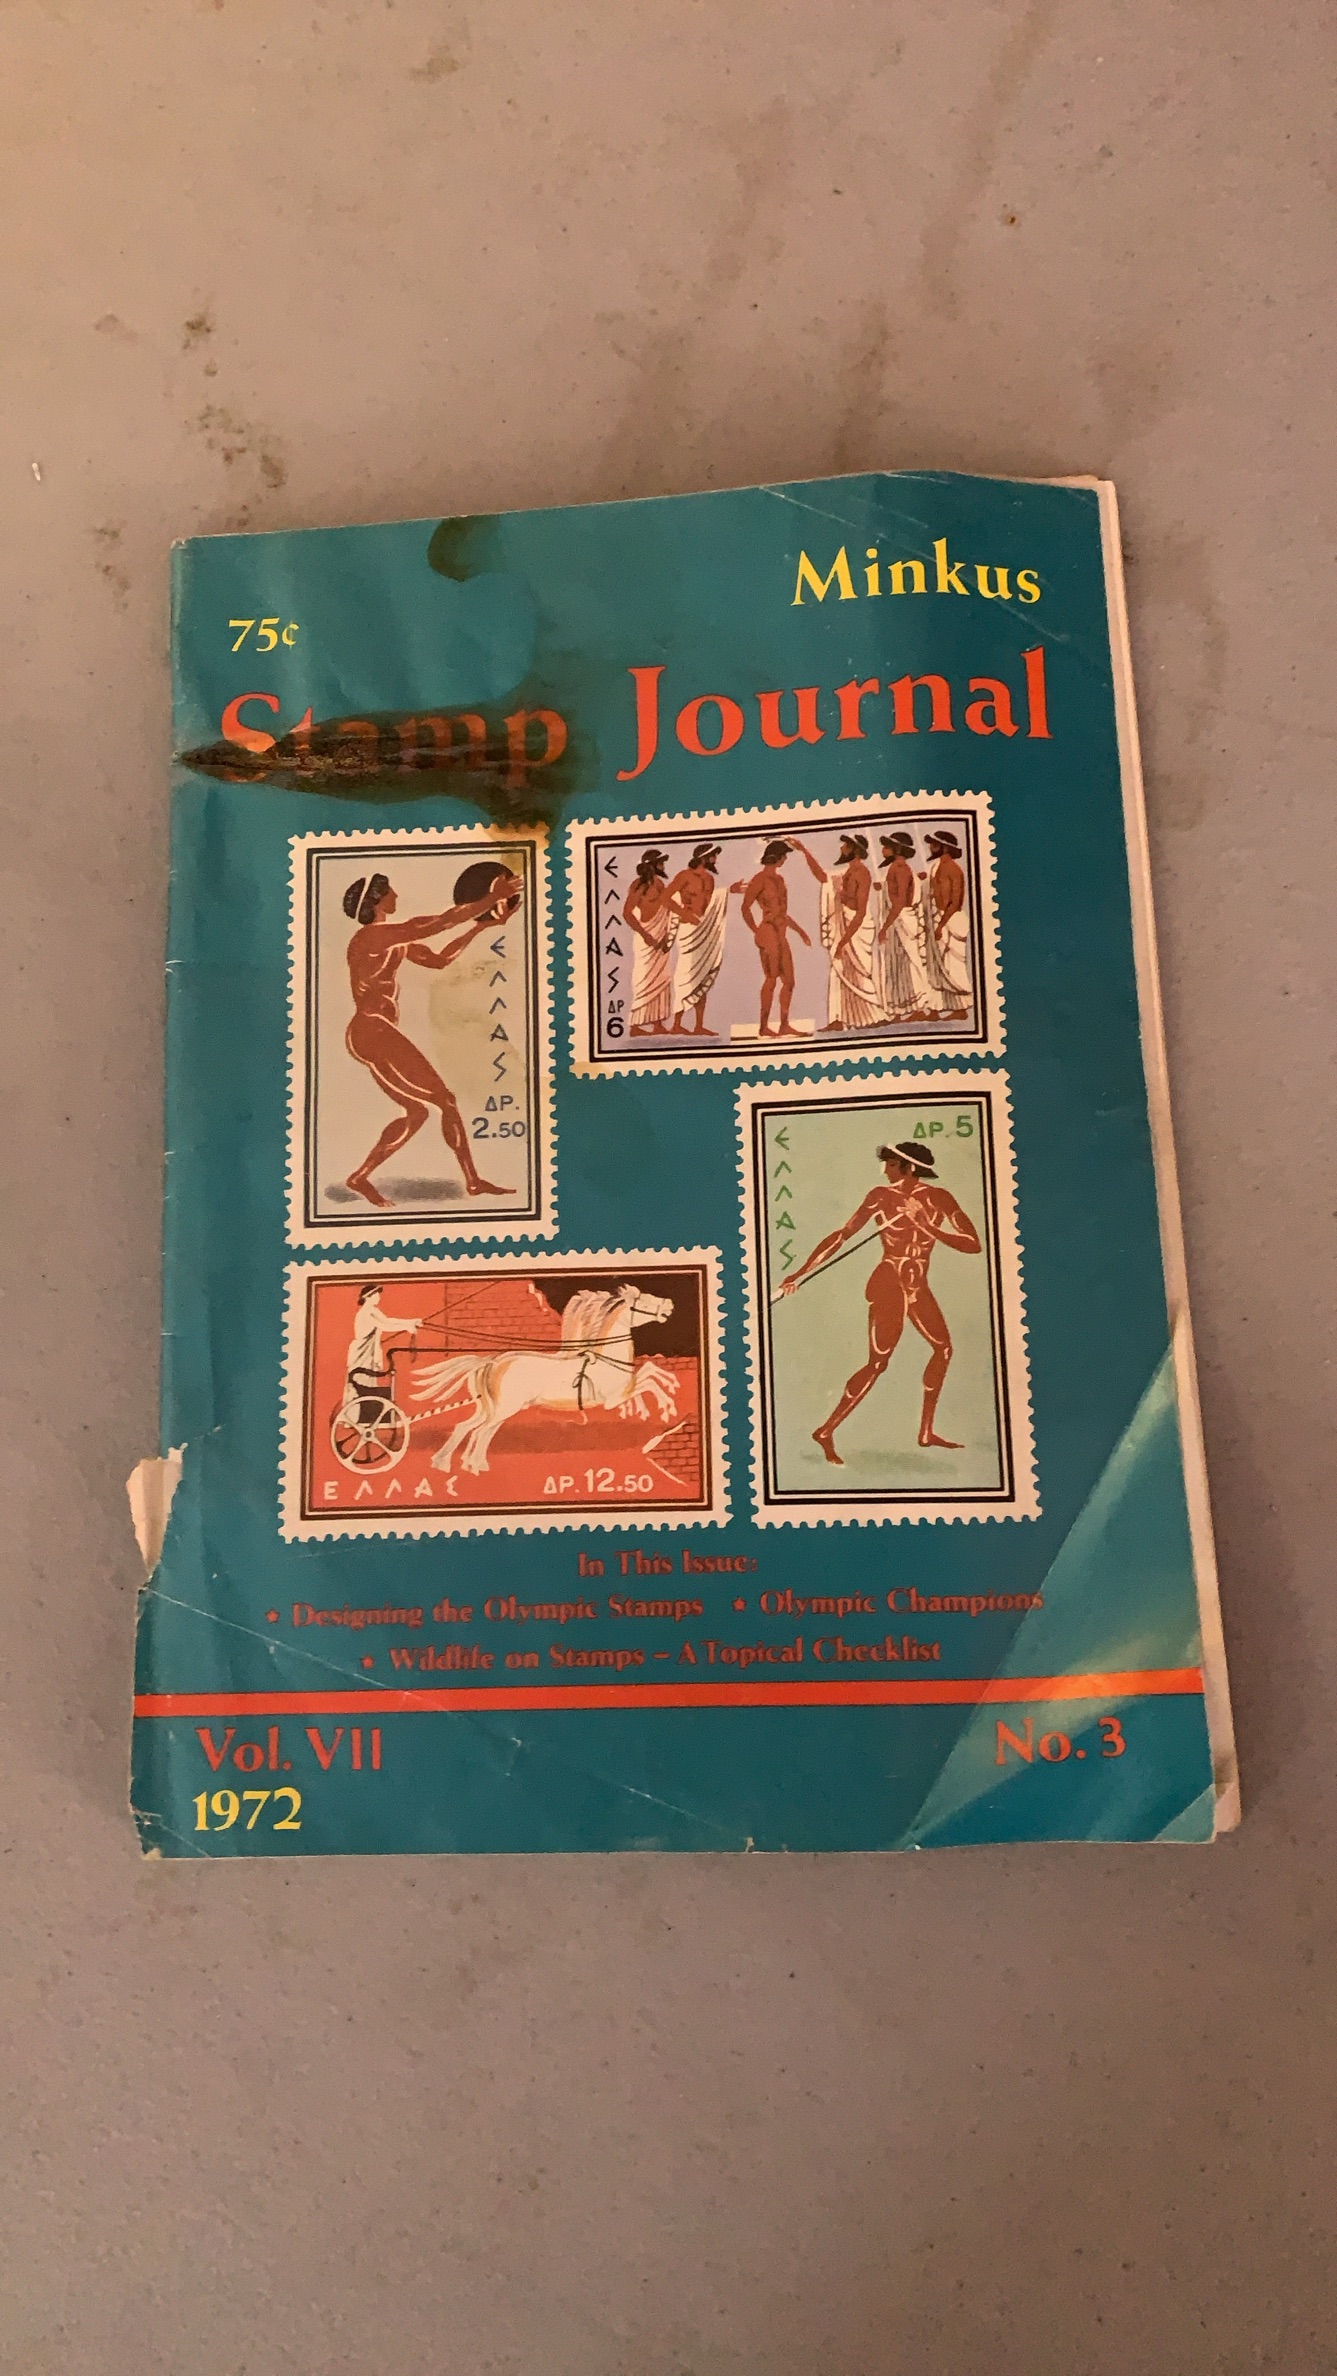 Minkus
75¢
Stamp Journal
ΕΛΛΑΣ
ΔΡ.
2.50
ΕΛΛΑΣ
ΔΡ
6
ΔΡ.5
ΕΛΛΑΣ
ΕΛΛΑΣ ΔΡ.12.50
In This Issue:
★ Designing the Olympic Stamps ★ Olympic Champions
★ Wildlife on Stamps – A Topical Checklist
Vol. VII No. 3
1972